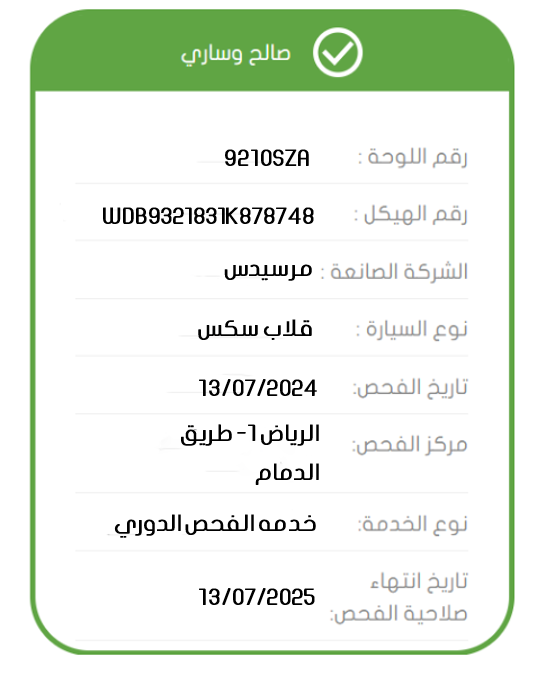 صالح وساري
رقم اللوحة : 9210SZA
رقم الهيكل : WDB9321831K878748
الشركة الصانعة : مرسيدس
نوع السيارة : قلاب سكس
تاريخ الفحص: 13/07/2024
مركز الفحص: الرياض 1- طريق
الدمام
نوع الخدمة: خدمه الفحص الدوري
تاريخ انتهاء
صلاحية الفحص: 13/07/2025